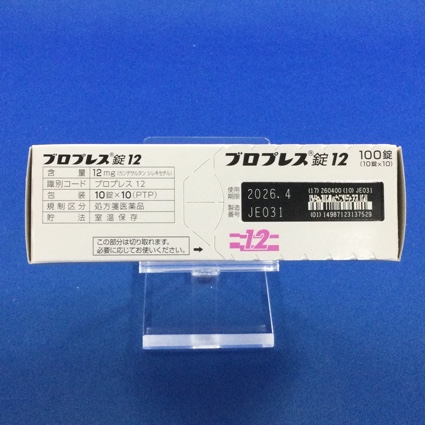 ブロプレス®錠12
含量 12mg(カンデサルタン シレキセチル)
識別コード ブロプレス 12
包装 10錠×10(PTP)
規制区分 処方箋医薬品
貯法 室温保存
この部分は切り取れます。
必要に応じてお使い下さい。
ブロプレス®錠12 100錠
(10錠×10)
使用期限 2026.4
製造番号 JE031
(17) 260400 (10) JE031
(01) 14987123137529
12